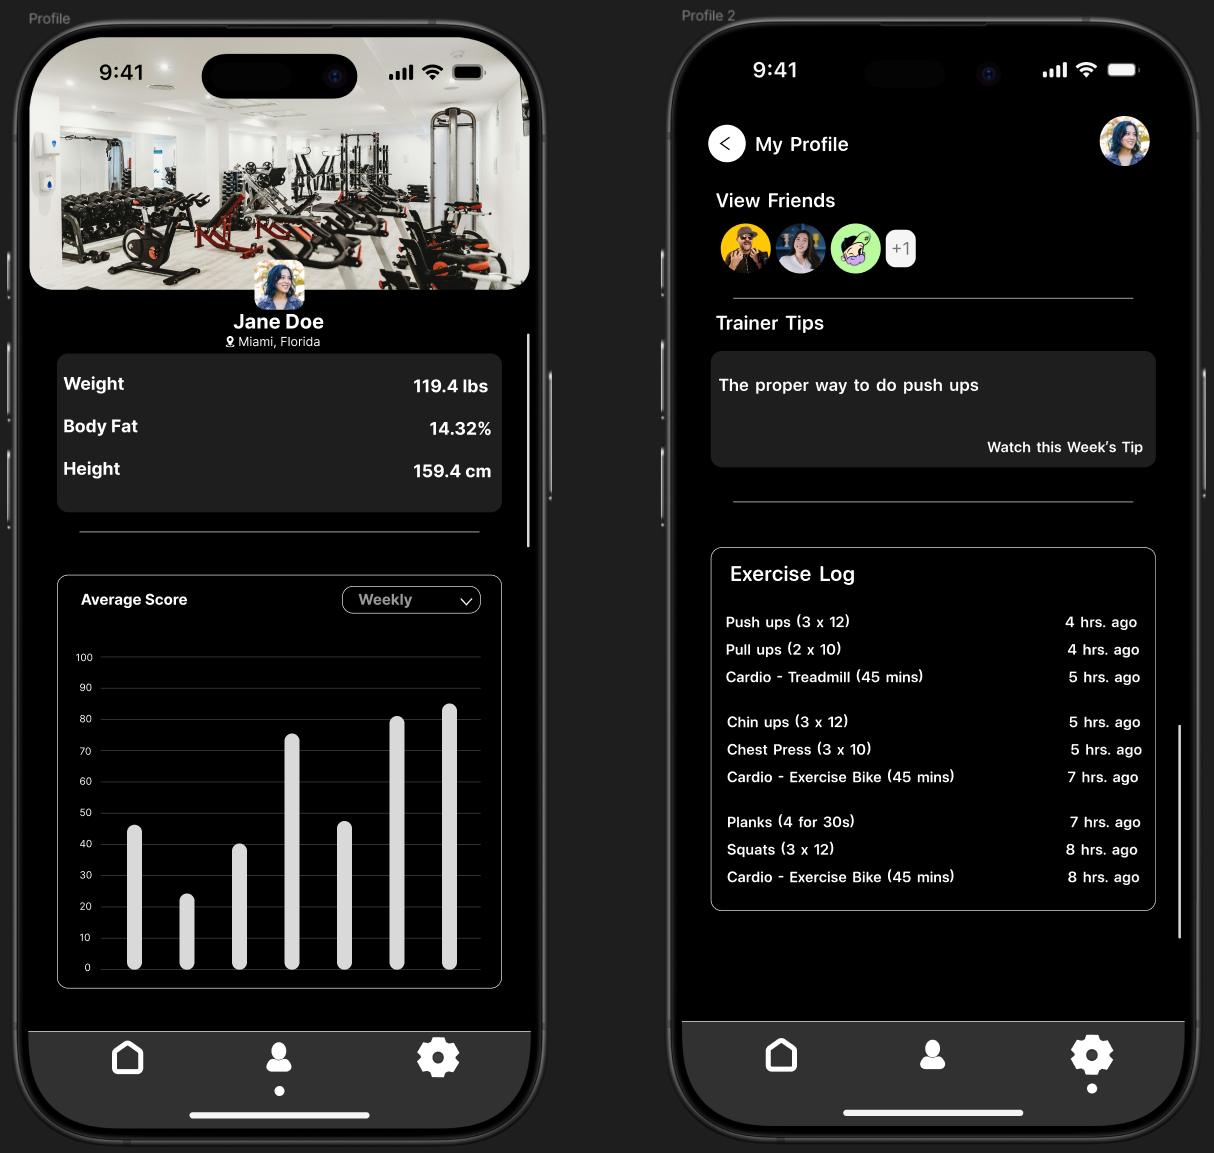 Profile
9:41
Jane Doe
Miami, Florida
Weight 119.4 lbs
Body Fat 14.32%
Height 159.4 cm
Average Score Weekly
100
90
80
70
60
50
40
30
20
10
0
Profile 2
9:41
My Profile
View Friends
+1
Trainer Tips
The proper way to do push ups
Watch this Week's Tip
Exercise Log
Push ups (3 x 12) 4 hrs. ago
Pull ups (2 x 10) 4 hrs. ago
Cardio - Treadmill (45 mins) 5 hrs. ago
Chin ups (3 x 12) 5 hrs. ago
Chest Press (3 x 10) 5 hrs. ago
Cardio - Exercise Bike (45 mins) 7 hrs. ago
Planks (4 for 30s) 7 hrs. ago
Squats (3 x 12) 8 hrs. ago
Cardio - Exercise Bike (45 mins) 8 hrs. ago